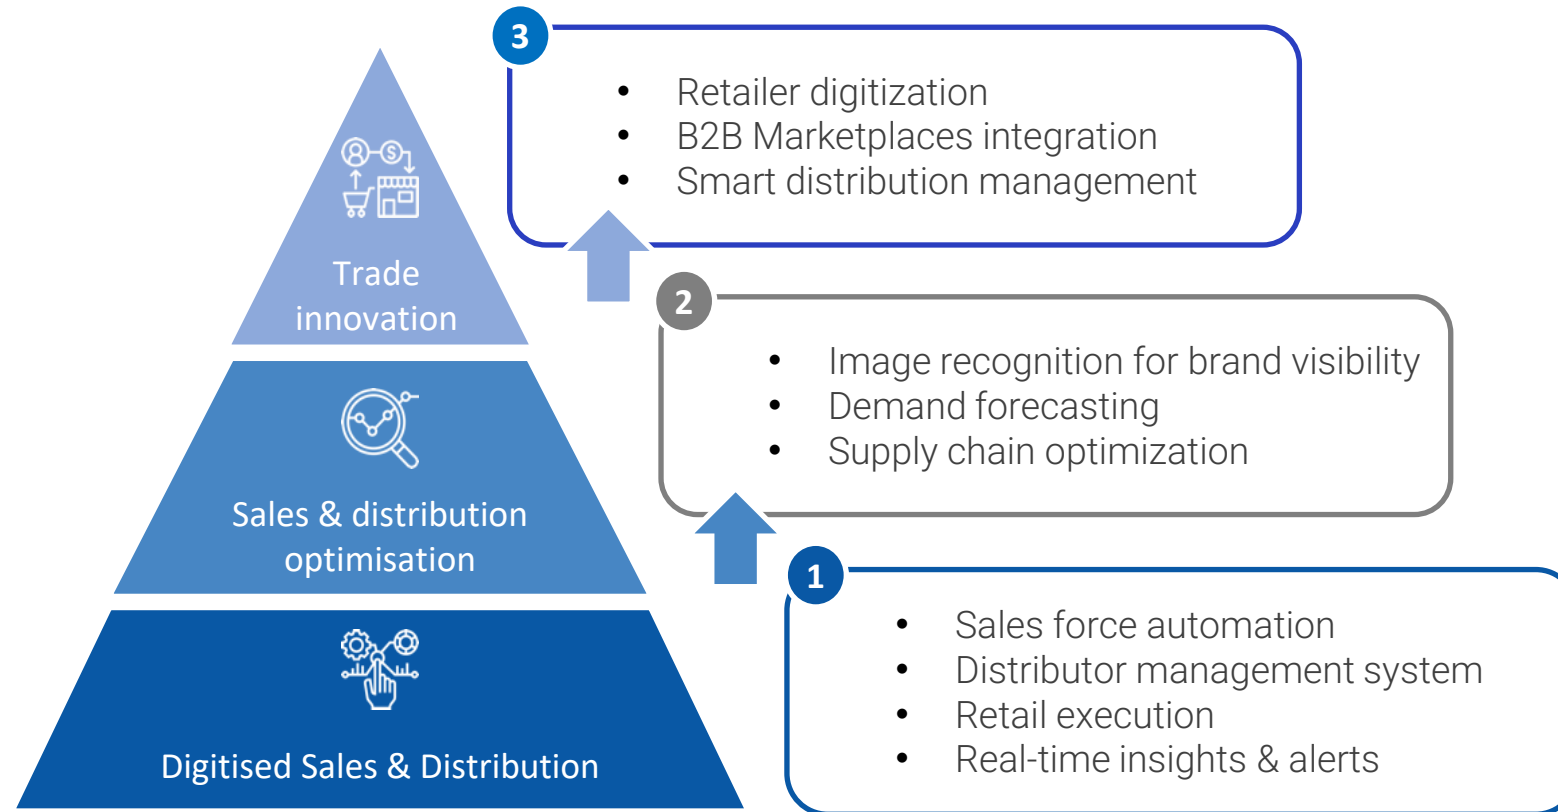 3
• Retailer digitization
• B2B Marketplaces integration
• Smart distribution management
Trade
innovation
2
• Image recognition for brand visibility
• Demand forecasting
• Supply chain optimization
Sales & distribution
optimisation
1
• Sales force automation
• Distributor management system
• Retail execution
• Real-time insights & alerts
Digitised Sales & Distribution